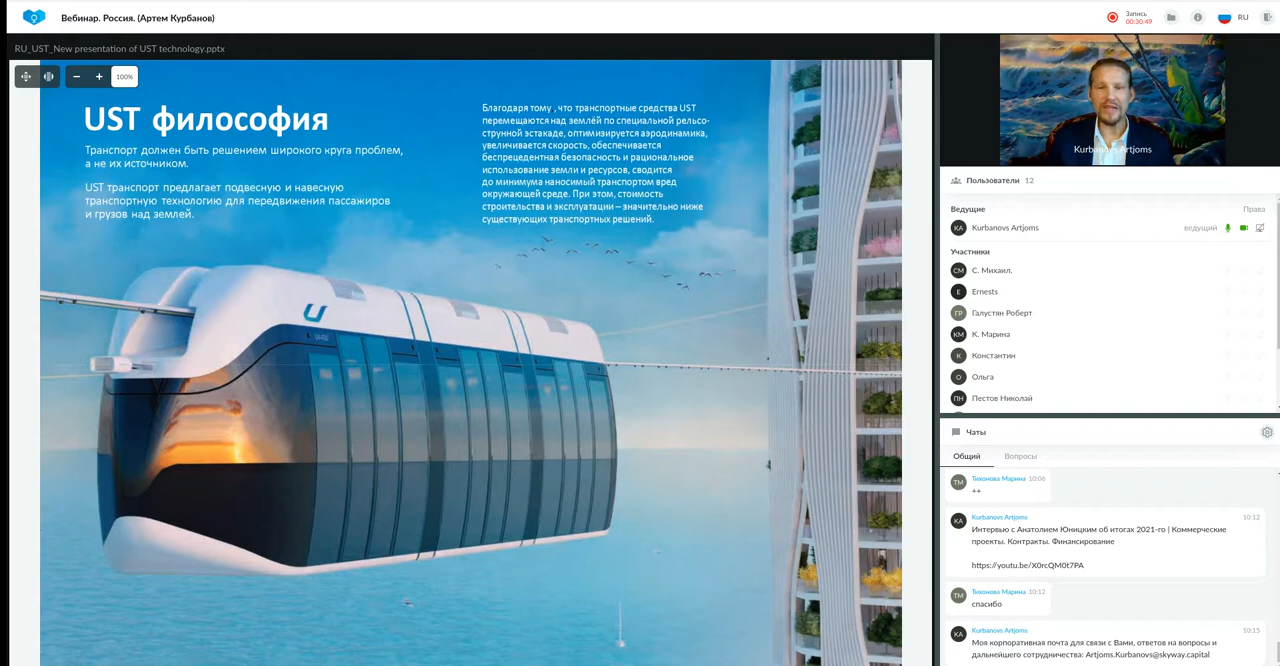 Вебинар. Россия. (Артем Курбанов)
Запись
00:30:49
RU
RU_UST_New presentation of UST technology.pptx
100%
UST философия
Транспорт должен быть решением широкого круга проблем,
а не их источником.
UST транспорт предлагает подвесную и навесную
транспортную технологию для передвижения пассажиров
и грузов над землей.
Благодаря тому , что транспортные средства UST
перемещаются над землёй по специальной рельсо-
струнной эстакаде, оптимизируется аэродинамика,
увеличивается скорость, обеспечивается
беспрецедентная безопасность и рациональное
использование земли и ресурсов, сводится
до минимума наносимый транспортом вред
окружающей среде. При этом, стоимость
строительства и эксплуатации – значительно ниже
существующих транспортных решений.
Kurbanovs Artjoms
Пользователи 12
Ведущие Права
KA Kurbanovs Artjoms ведущий
Участники
СМ С. Михаил.
E Ernests
ГР Галустян Роберт
КМ К. Марина
К Константин
О Ольга
ПН Пестов Николай
Чаты
Общий Вопросы
ТМ Тихонова Марина 10:06
++
KA Kurbanovs Artjoms 10:12
Интервью с Анатолием Юницким об итогах 2021-го | Коммерческие
проекты. Контракты. Финансирование
https://youtu.be/X0rcQM0t7PA
ТМ Тихонова Марина 10:12
спасибо
KA Kurbanovs Artjoms 10:15
Моя корпоративная почта для связи с Вами, ответов на вопросы и
дальнейшего сотрудничества: Artjoms.Kurbanovs@skyway.capital